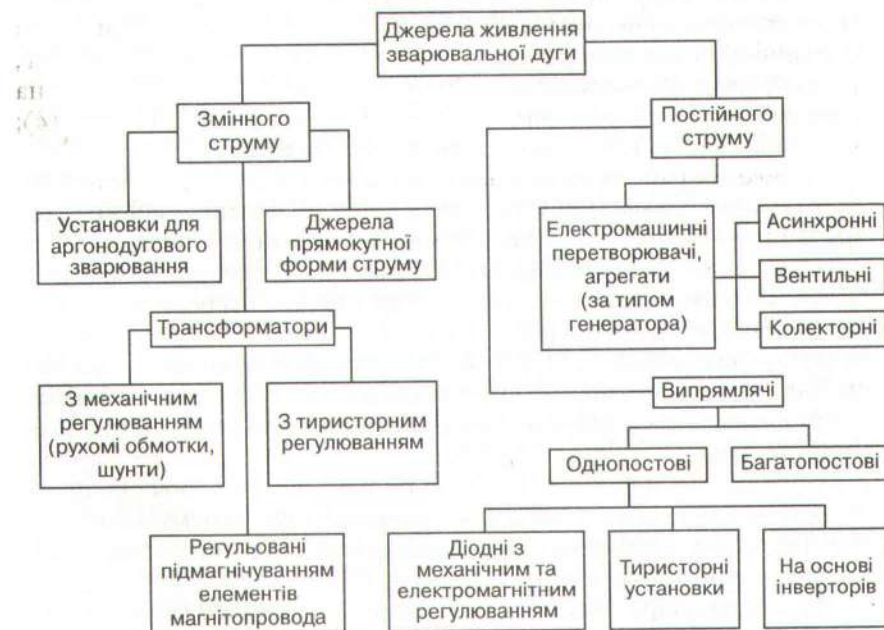 Джерела живлення
зварювальної дуги
на
Змінного
струму
Постійного
струму
Установки для
аргонодугового
зварювання
Джерела
прямокутної
форми струму
Електромашинні
перетворювачі,
агрегати
(за типом
генератора)
Асинхронні
Вентильні
Колекторні
Трансформатори
З механічним
регулюванням
(рухомі обмотки,
шунти)
З тиристорним
регулюванням
Випрямлячі
Однопостові
Багатопостові
Регульовані
підмагнічуванням
елементів
магнітопровода
Діодні з
механічним та
електромагнітним
регулюванням
Тиристорні
установки
На основі
інверторів